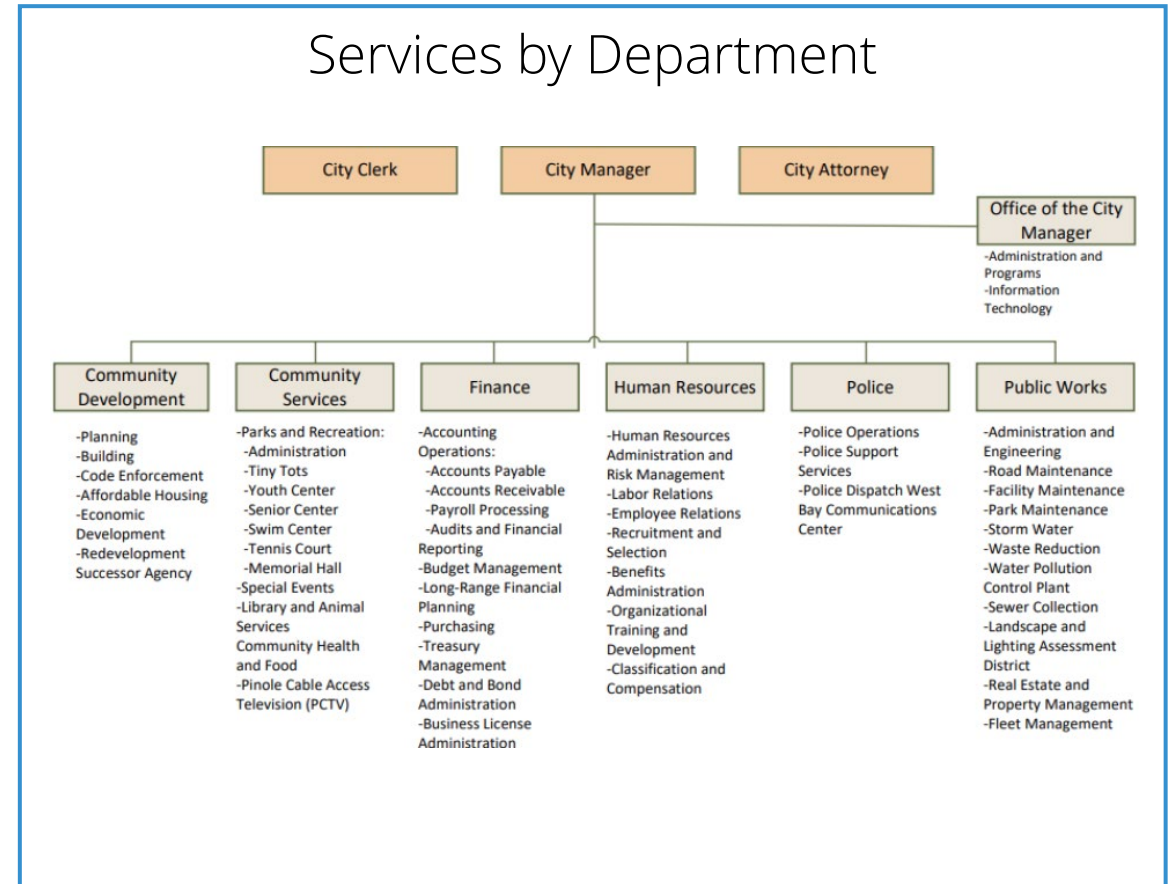 Services by Department
City Clerk
City Manager
City Attorney
Office of the City
Manager
-Administration and
Programs
-Information
Technology
Community
Development
-Planning
-Building
-Code Enforcement
-Affordable Housing
-Economic
Development
-Redevelopment
Successor Agency
Community
Services
-Parks and Recreation:
-Administration
-Tiny Tots
-Youth Center
-Senior Center
-Swim Center
-Tennis Court
-Memorial Hall
-Special Events
-Library and Animal
Services
Community Health
and Food
-Pinole Cable Access
Television (PCTV)
Finance
-Accounting
Operations:
-Accounts Payable
-Accounts Receivable
-Payroll Processing
-Audits and Financial
Reporting
-Budget Management
-Long-Range Financial
Planning
-Purchasing
-Treasury
Management
-Debt and Bond
Administration
-Business License
Administration
Human Resources
-Human Resources
Administration and
Risk Management
-Labor Relations
-Employee Relations
-Recruitment and
Selection
-Benefits
Administration
-Organizational
Training and
Development
-Classification and
Compensation
Police
-Police Operations
-Police Support
Services
-Police Dispatch West
Bay Communications
Center
Public Works
-Administration and
Engineering
-Road Maintenance
-Facility Maintenance
-Park Maintenance
-Storm Water
-Waste Reduction
-Water Pollution
Control Plant
-Sewer Collection
-Landscape and
Lighting Assessment
District
-Real Estate and
Property Management
-Fleet Management